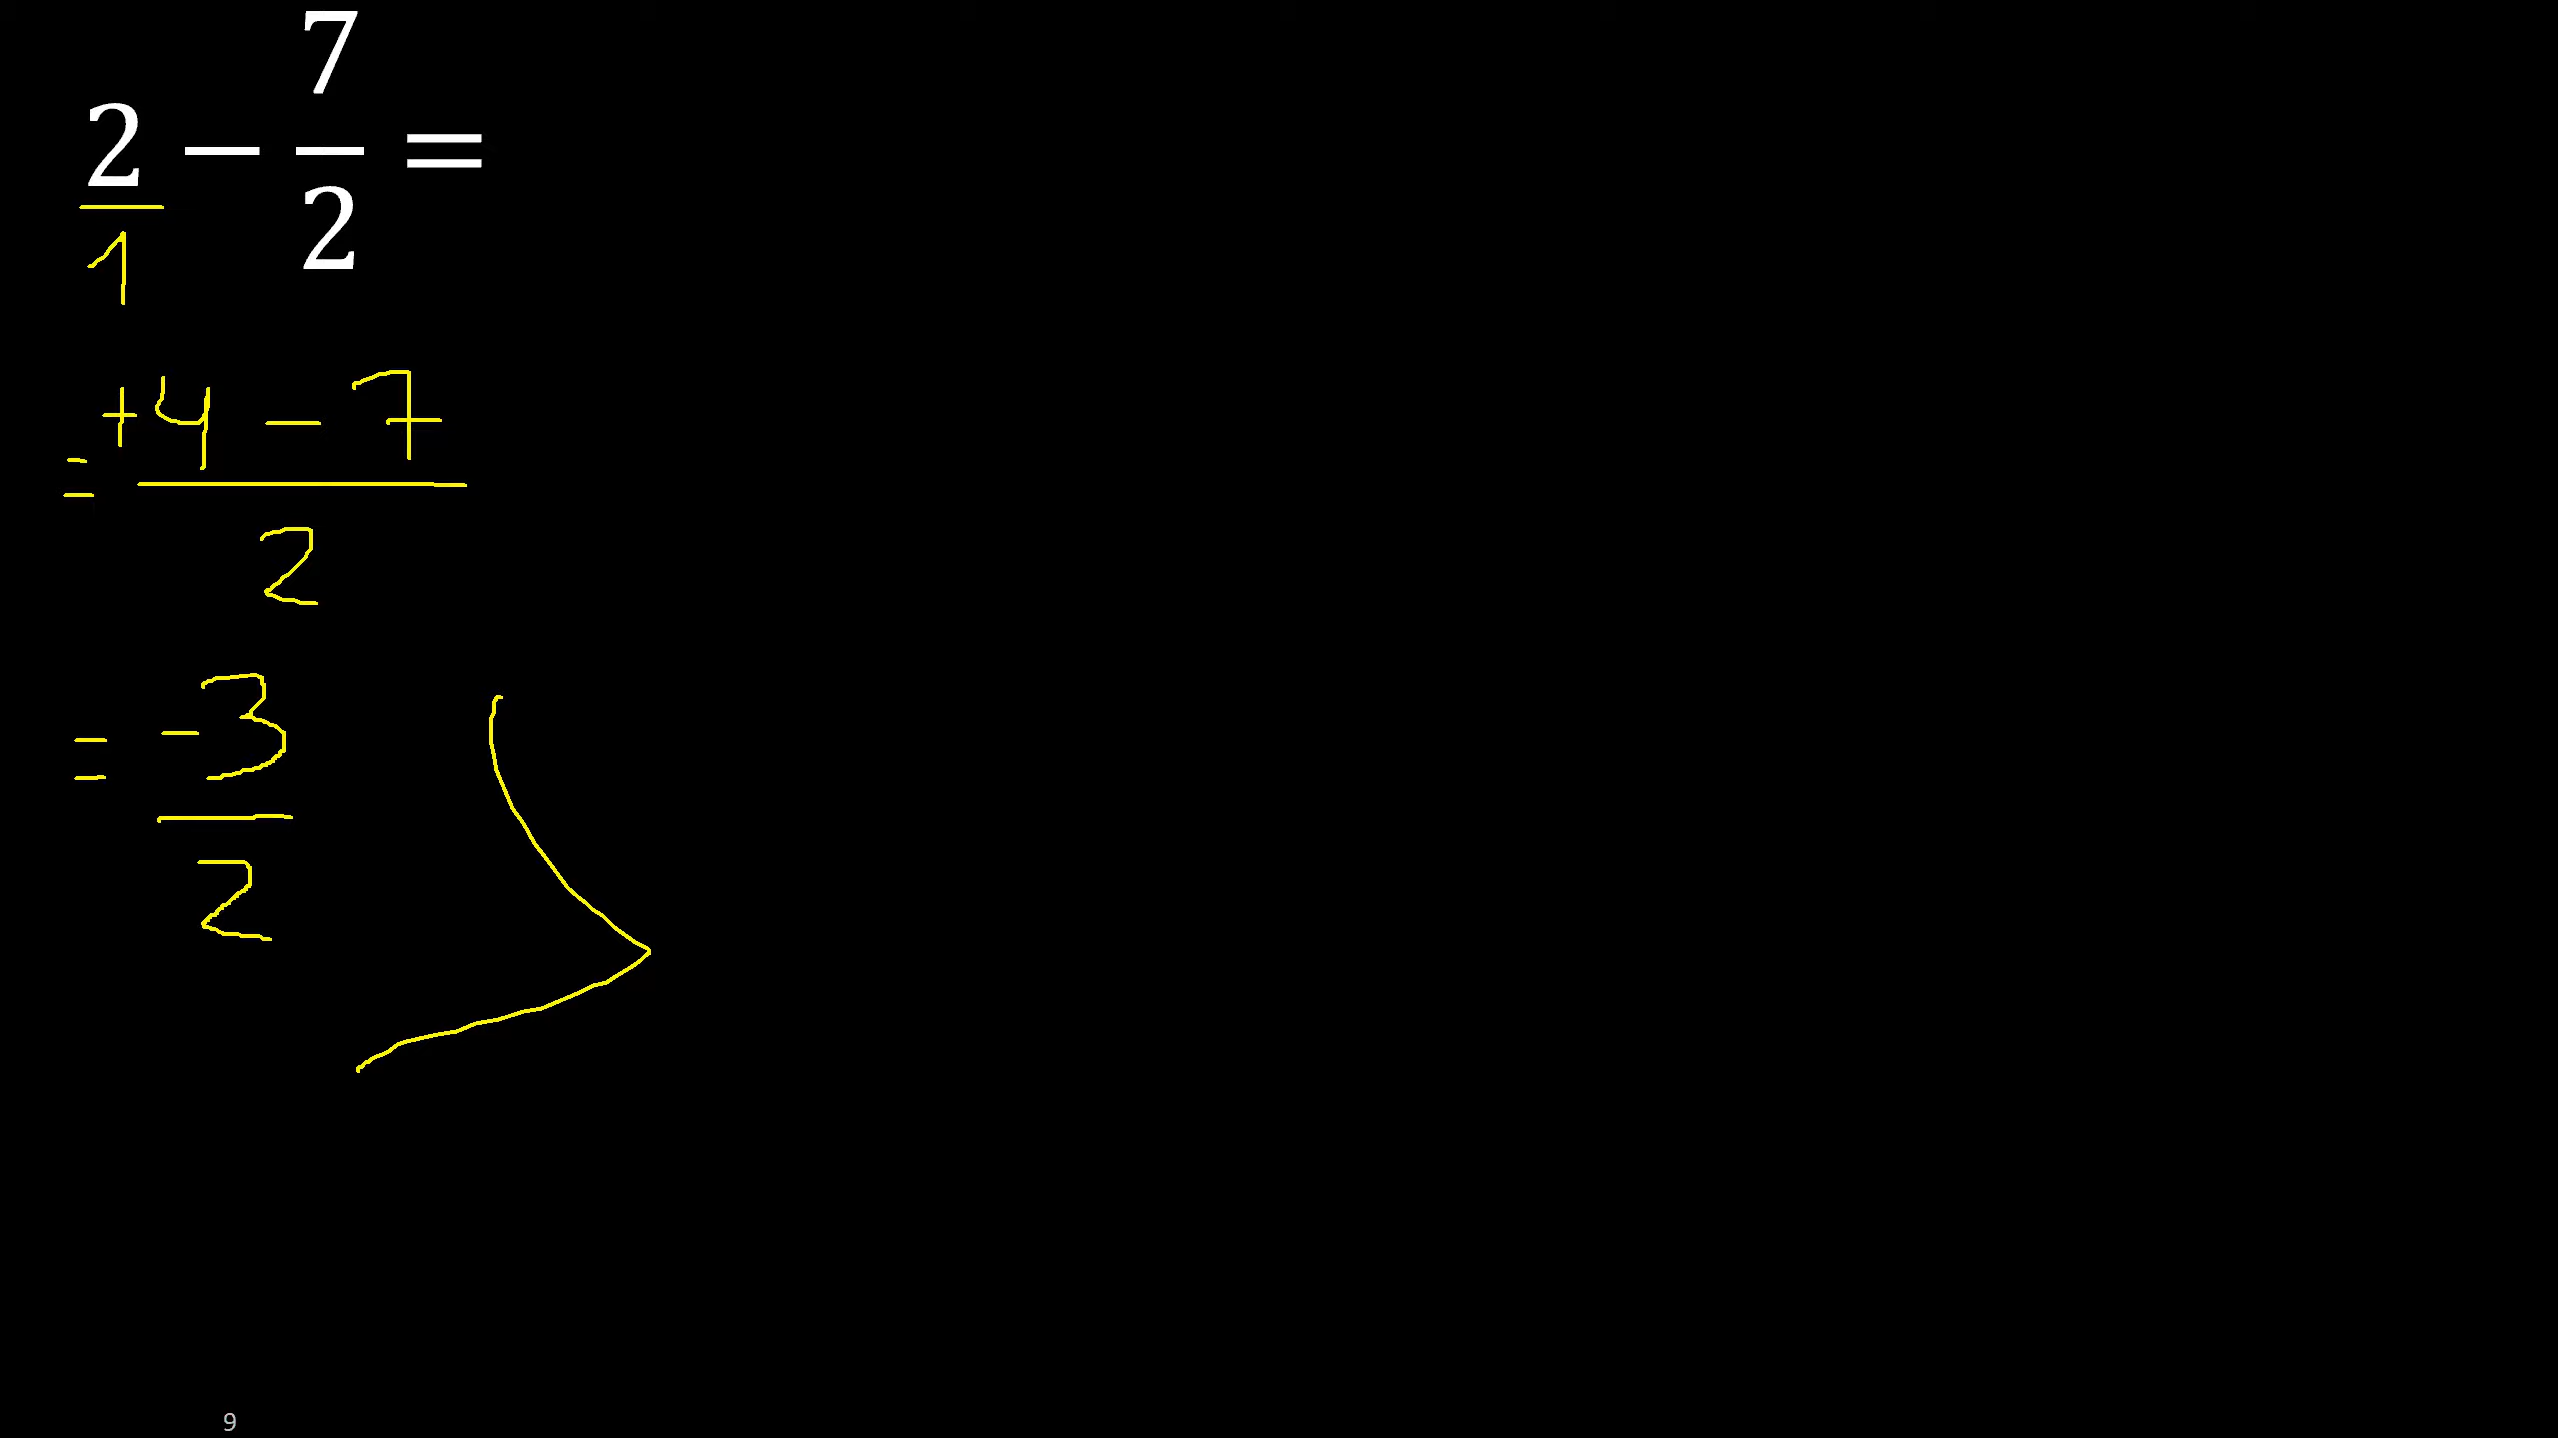 2/1 − 7/2 =
= +4 − 7 / 2
= −3 / 2
9